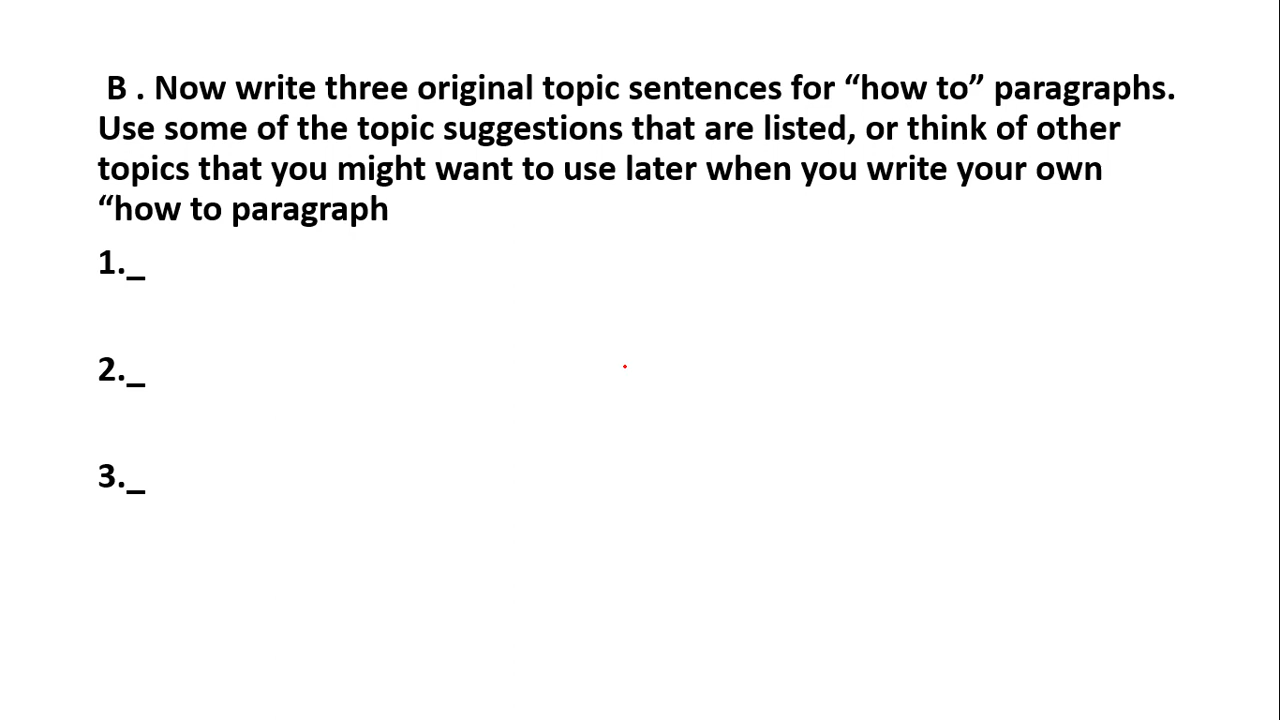 B . Now write three original topic sentences for “how to” paragraphs.
Use some of the topic suggestions that are listed, or think of other
topics that you might want to use later when you write your own
“how to paragraph
1._
2._
3._